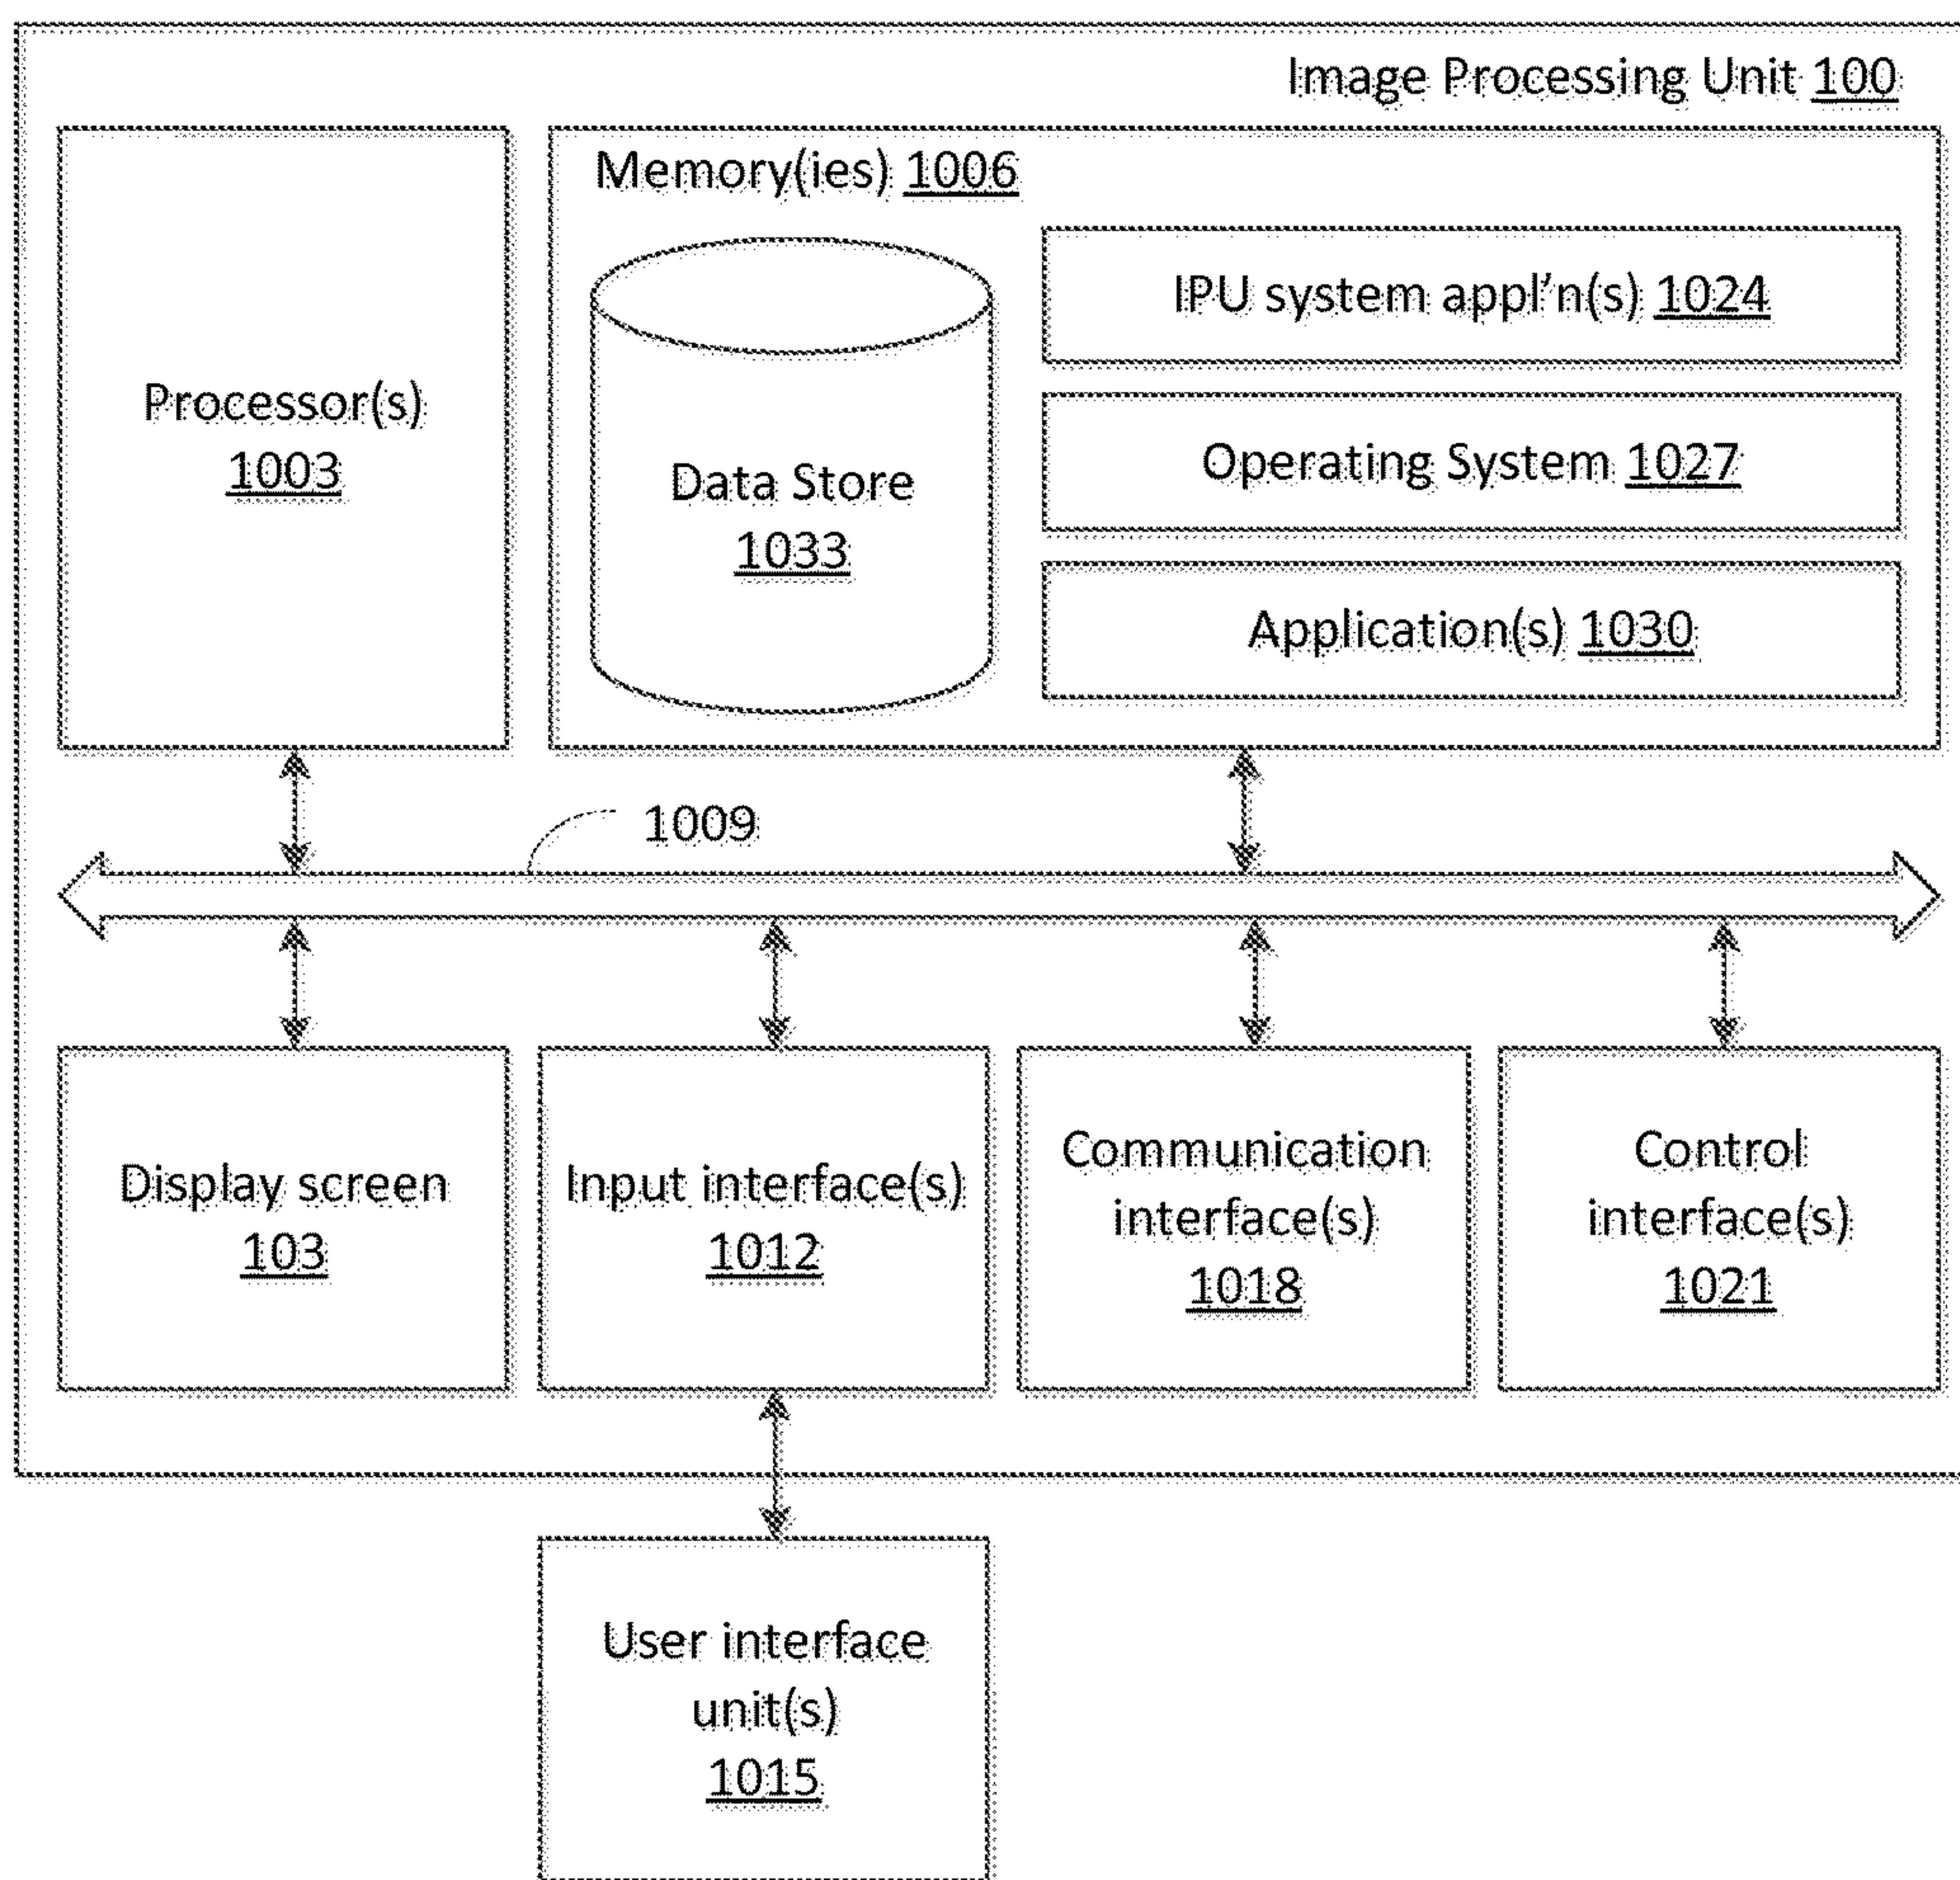 Image Processing Unit 100
Memory(ies) 1006
IPU system appl'n(s) 1024
Processor(s)
1003
Operating System 1027
Data Store
1033
Application(s) 1030
1009
Display screen
103
Input interface(s)
1012
Communication
interface(s)
1018
Control
interface(s)
1021
User interface
unit(s)
1015